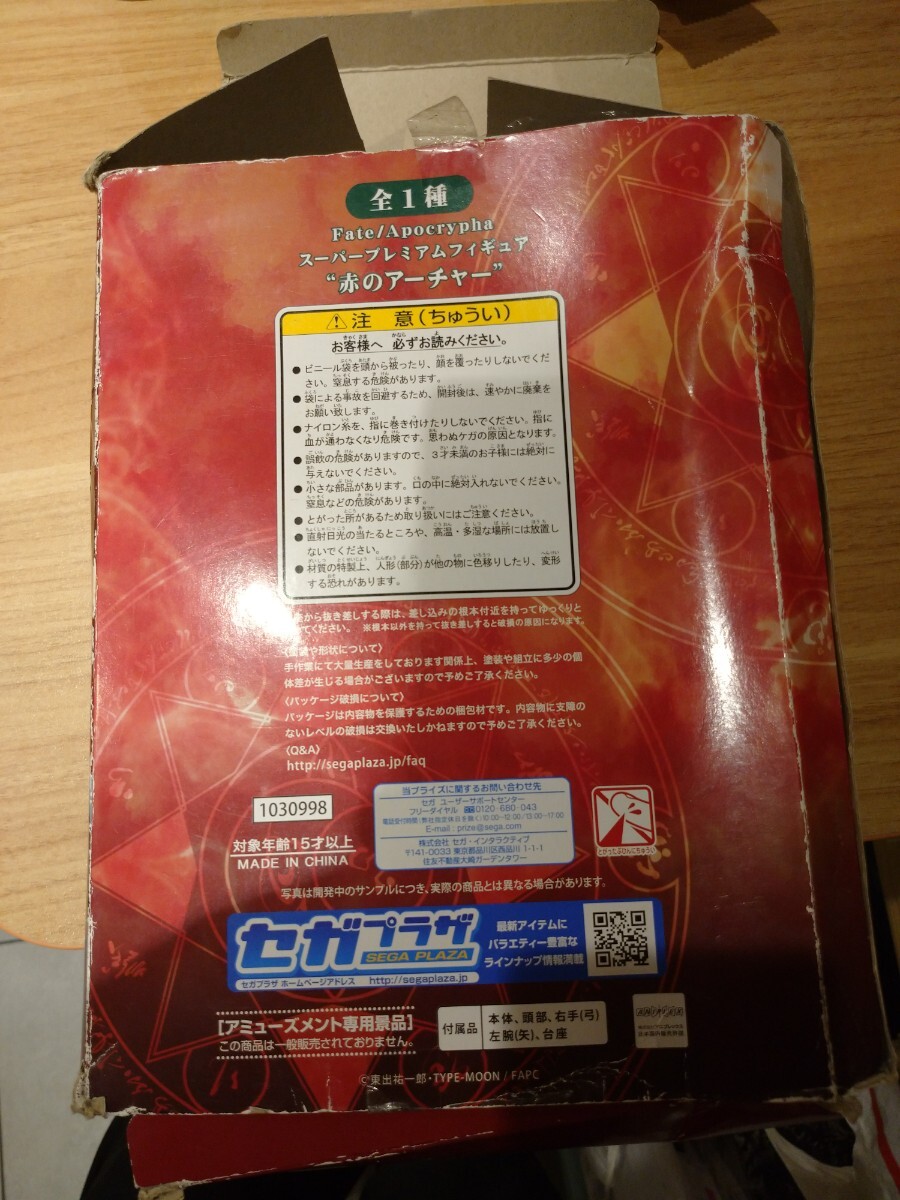 全1種
Fate/Apocrypha
スーパープレミアムフィギュア
“赤のアーチャー”
⚠注 意(ちゅうい)
お客様へ 必ずお読みください。
●ビニール袋を頭から被ったり、顔を覆ったりしないでくだ
さい。窒息する危険があります。
●袋による事故を回避するため、開封後は、速やかに廃棄を
お願い致します。
●ナイロン糸を、指に巻き付けたりしないでください。指に
血が通わなくなり危険です。思わぬケガの原因となります。
●誤飲の危険がありますので、3才未満のお子様には絶対に
与えないでください。
●小さな部品があります。口の中に絶対入れないでください。
窒息などの危険があります。
●とがった所があるため取り扱いにはご注意ください。
●直射日光の当たるところや、高温・多湿な場所には放置し
ないでください。
●材質の特製上、人形(部分)が他の物に色移りしたり、変形
する恐れがあります。
から抜き差しする際は、差し込みの根本付近を持ってゆっくりと
てください。 ※根本以外を持って抜き差しすると破損の原因になります。
〈塗装や形状について〉
手作業にて大量生産をしております関係上、塗装や組立に多少の個
体差が生じる場合がございますので予めご了承ください。
〈パッケージ破損について〉
パッケージは内容物を保護するための梱包材です。内容物に支障の
ないレベルの破損は交換いたしかねますので予めご了承ください。
〈Q&A〉
http://segaplaza.jp/faq
1030998
対象年齢15才以上
MADE IN CHINA
当プライズに関するお問い合わせ先
セガ ユーザーサポートセンター
フリーダイヤル 0120-680-043
電話受付時間(弊社指定休日を除く)10:00-12:00/13:00-17:00
E-mail : prize@sega.com
株式会社 セガ・インタラクティブ
〒141-0033 東京都品川区西品川 1-1-1
住友不動産大崎ガーデンタワー
とがったぶひんにちゅうい
写真は開発中のサンプルにつき、実際の商品とは異なる場合があります。
セガプラザ
SEGA PLAZA
セガプラザ ホームページアドレス http://segaplaza.jp
最新アイテムに
バラエティー豊富な
ラインナップ情報満載
[アミューズメント専用景品]
この商品は一般販売されておりません。
付属品
本体、頭部、右手(弓)
左腕(矢)、台座
©東出祐一郎・TYPE-MOON / FAPC